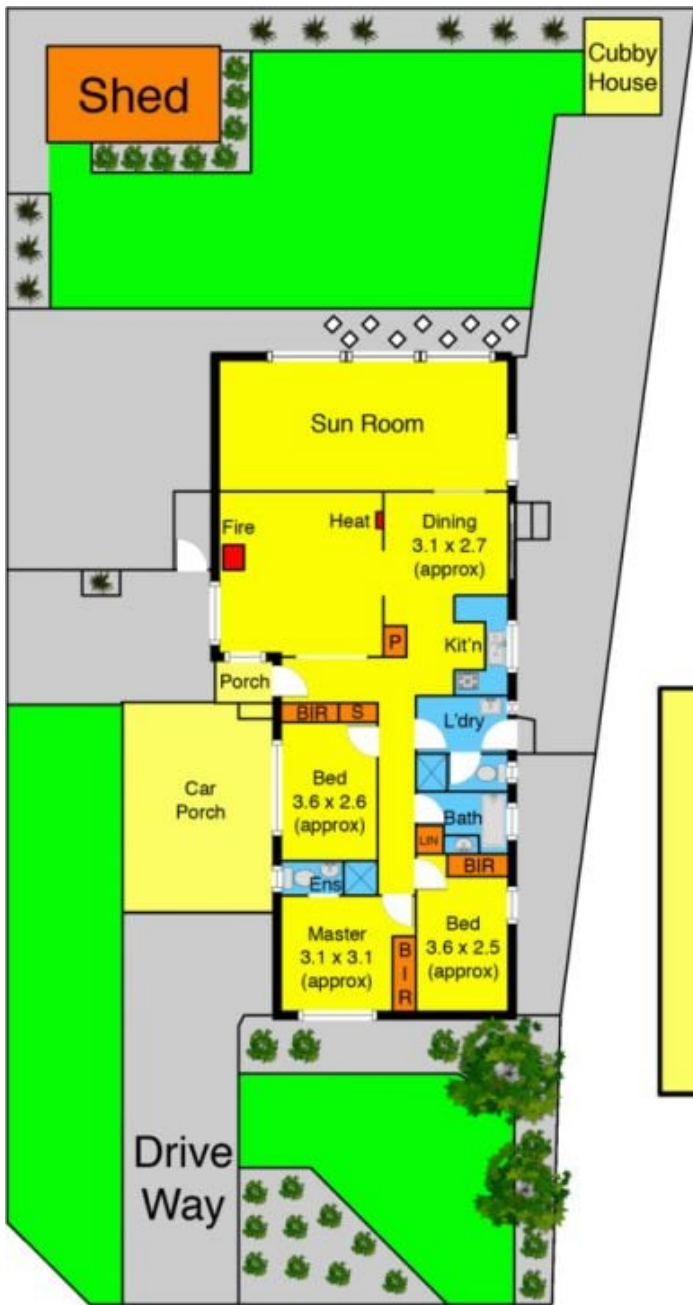 Shed
Cubby
House
Sun Room
Fire
Heat
Dining
3.1 x 2.7
(approx)
P
Kit'n
Porch
BIR
S
L'dry
Car
Porch
Bed
3.6 x 2.6
(approx)
Bath
LIN
BIR
Ens
Master
3.1 x 3.1
(approx)
B
I
R
Bed
3.6 x 2.5
(approx)
Drive
Way